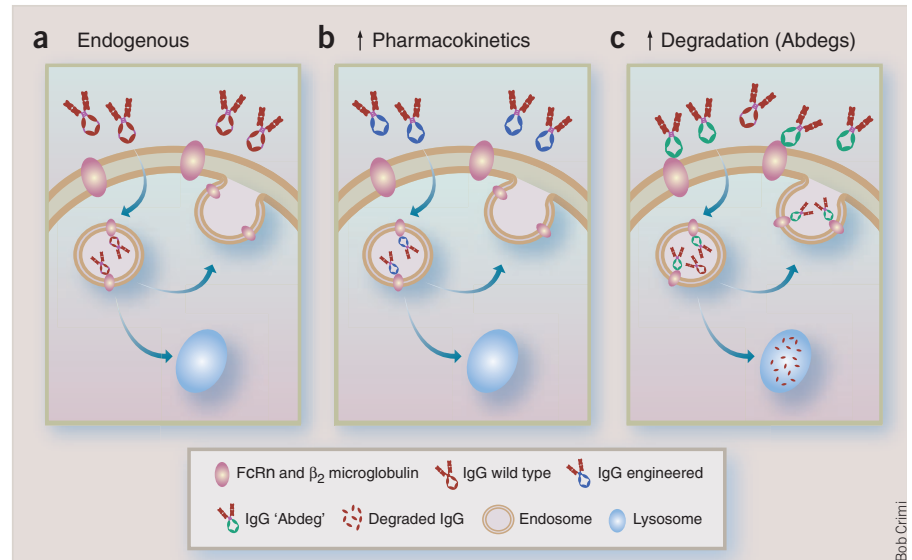 a Endogenous
b ↑ Pharmacokinetics
c ↑ Degradation (Abdegs)
FcRn and β₂ microglobulin
IgG wild type
IgG engineered
IgG 'Abdeg'
Degraded IgG
Endosome
Lysosome
Bob Crimi